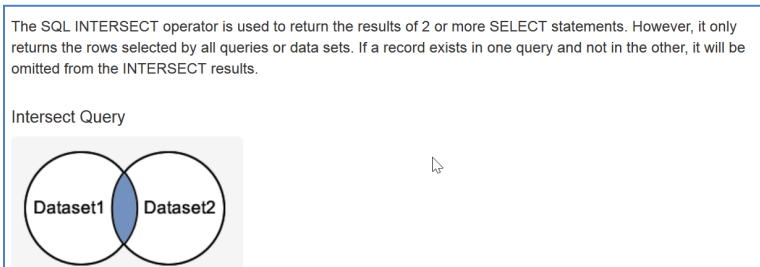 The SQL INTERSECT operator is used to return the results of 2 or more SELECT statements. However, it only
returns the rows selected by all queries or data sets. If a record exists in one query and not in the other, it will be
omitted from the INTERSECT results.
Intersect Query
Dataset1 Dataset2